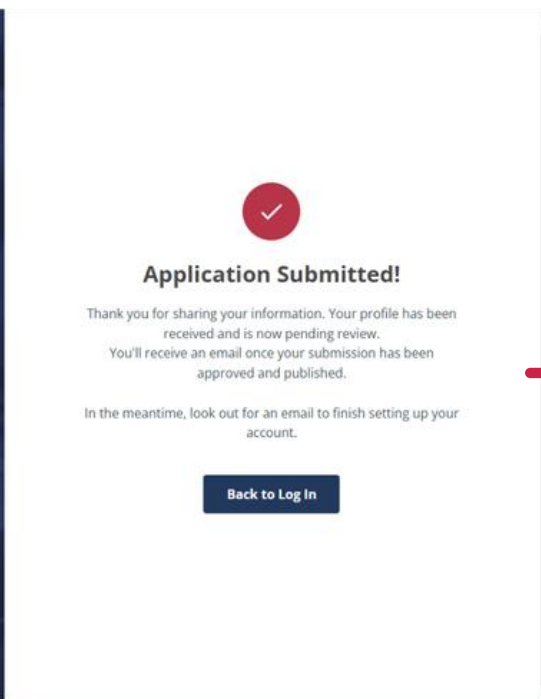 Application Submitted!
Thank you for sharing your information. Your profile has been
received and is now pending review.
You'll receive an email once your submission has been
approved and published.
In the meantime, look out for an email to finish setting up your
account.
Back to Log In